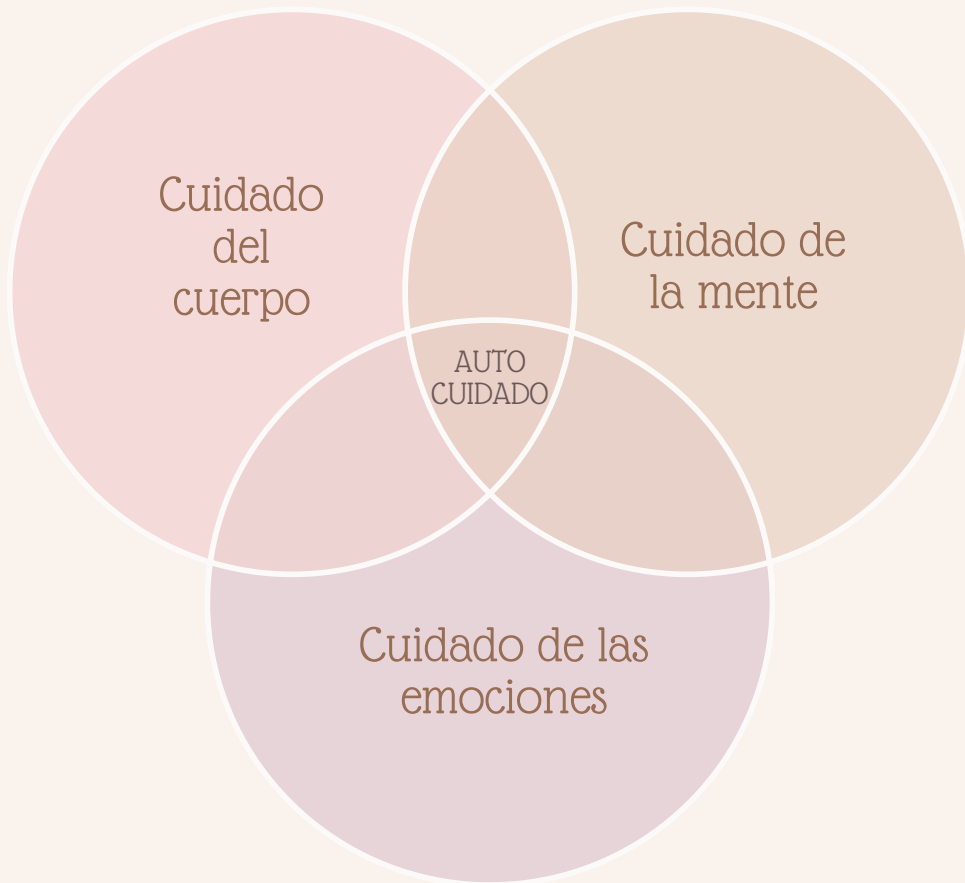 Cuidado
del
cuerpo
Cuidado de
la mente
AUTO
CUIDADO
Cuidado de las
emociones